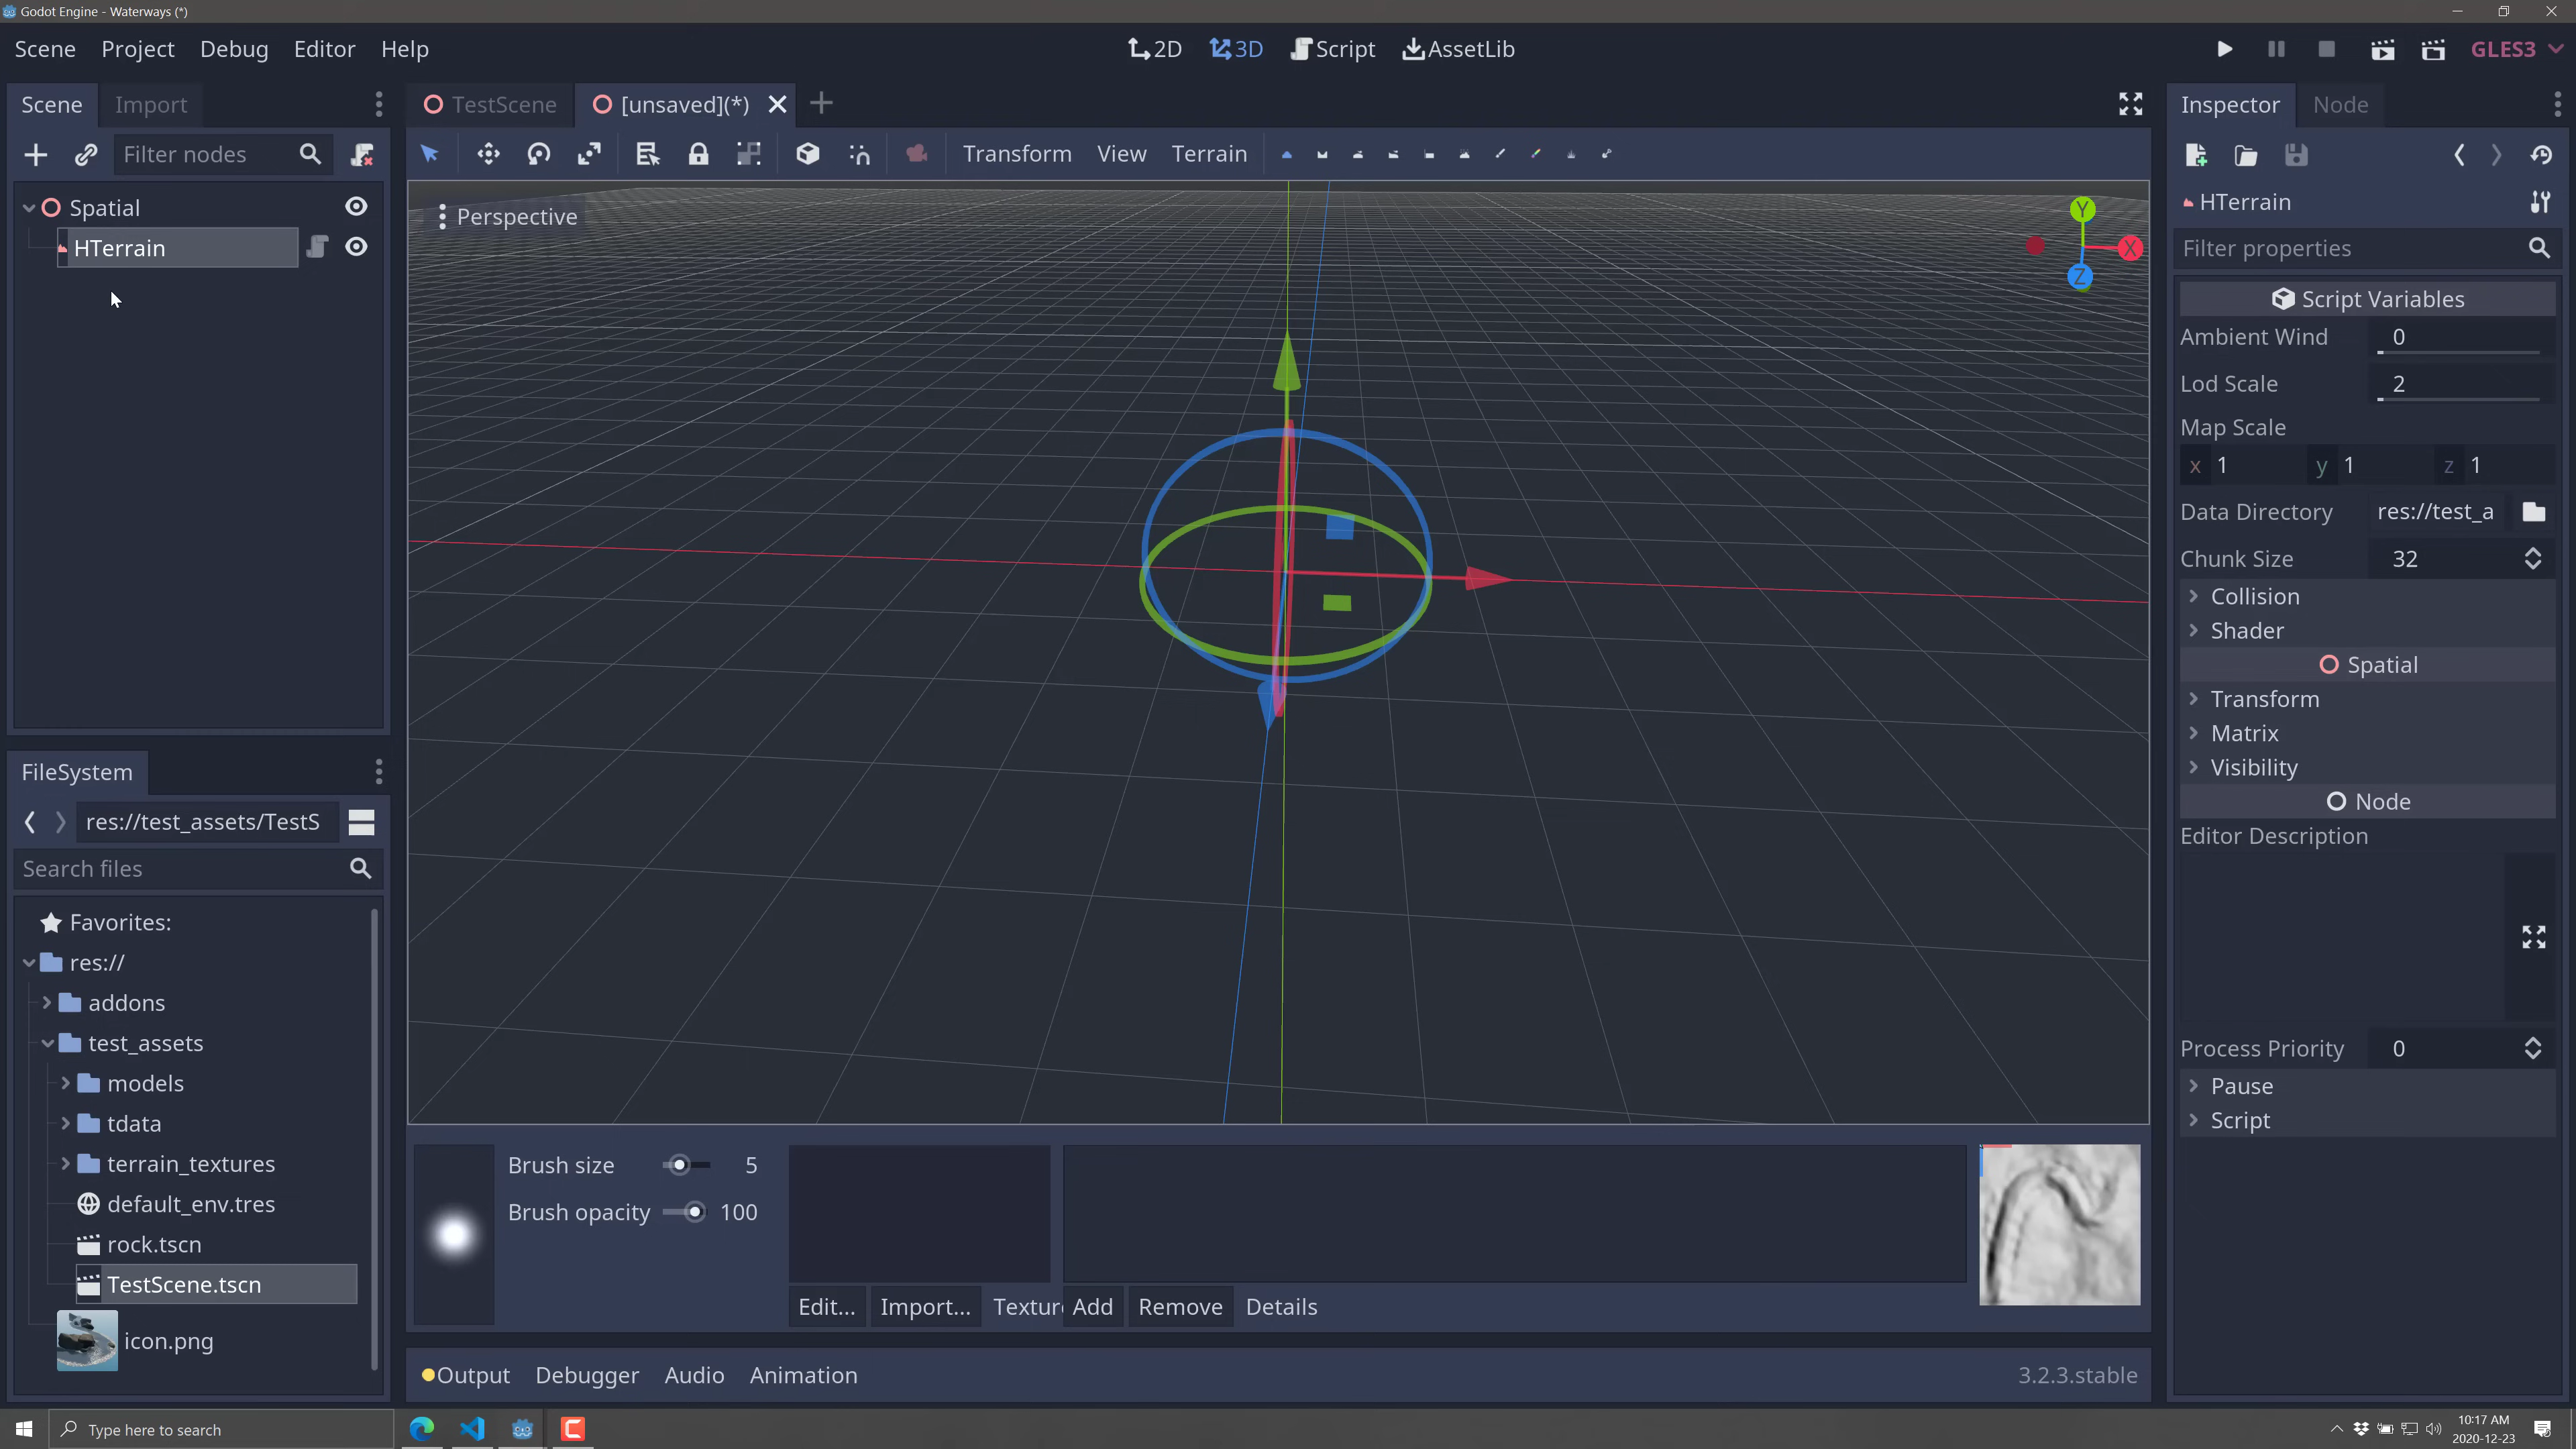 Godot Engine - Waterways (*)
Scene Project Debug Editor Help
2D 3D Script AssetLib
GLES3
Scene Import
TestScene [unsaved](*)
Inspector Node
Filter nodes
Transform View Terrain
Spatial
HTerrain
Perspective
Y
X
Z
HTerrain
Filter properties
Script Variables
Ambient Wind 0
Lod Scale 2
Map Scale
x 1 y 1 z 1
Data Directory res://test_a
Chunk Size 32
Collision
Shader
Spatial
Transform
Matrix
Visibility
Node
Editor Description
Process Priority 0
Pause
Script
FileSystem
res://test_assets/TestS
Search files
Favorites:
res://
addons
test_assets
models
tdata
terrain_textures
default_env.tres
rock.tscn
TestScene.tscn
icon.png
Brush size 5
Brush opacity 100
Edit... Import... Textur Add Remove Details
Output Debugger Audio Animation
3.2.3.stable
Type here to search
10:17 AM
2020-12-23